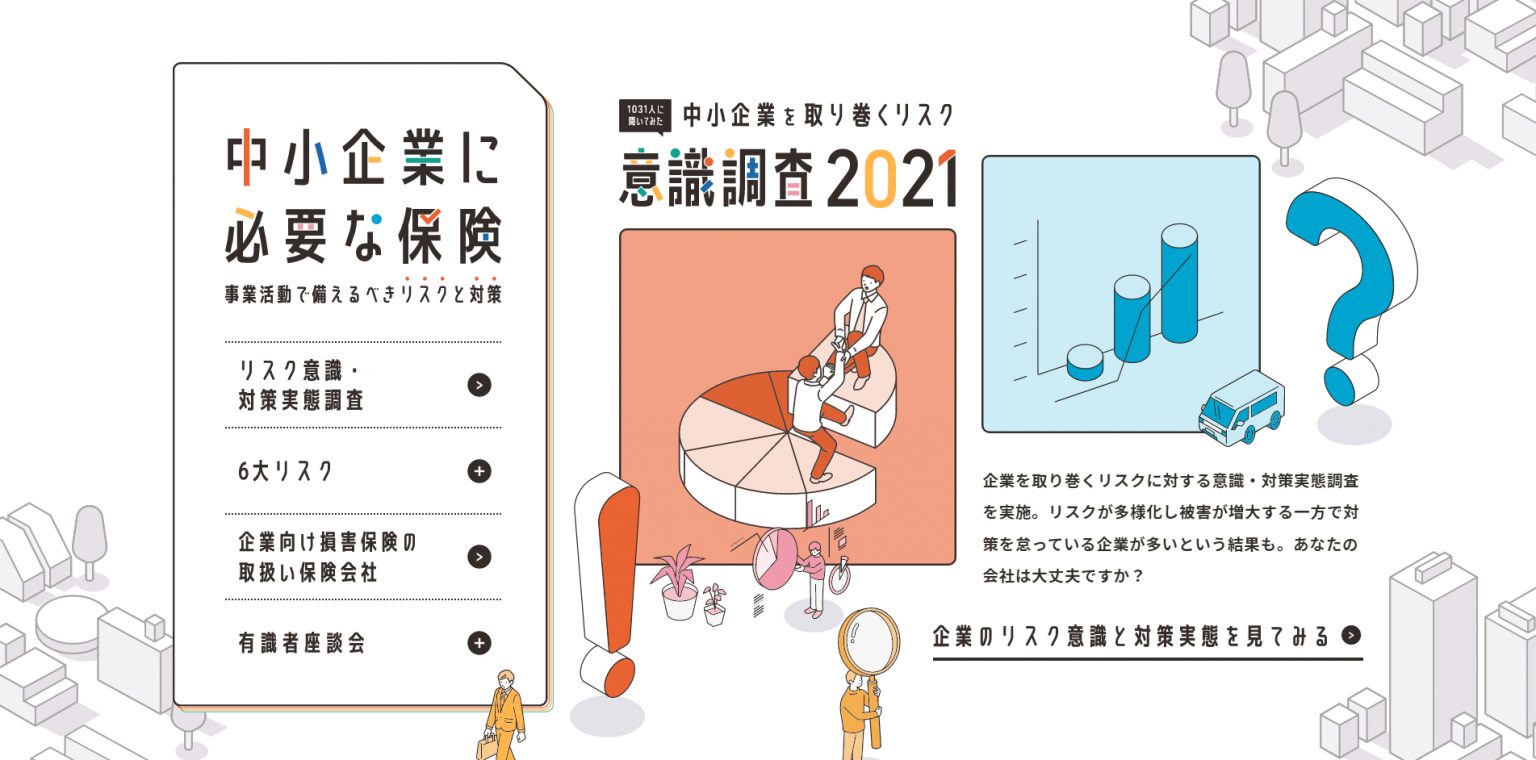 中小企業に
必要な保険
事業活動で備えるべきリスクと対策
リスク意識・
対策実態調査
6大リスク
企業向け損害保険の
取扱い保険会社
有識者座談会
1031人に
聞いてみた
中小企業を取り巻くリスク
意識調査2021
企業を取り巻くリスクに対する意識・対策実態調査
を実施。リスクが多様化し被害が増大する一方で対
策を怠っている企業が多いという結果も。あなたの
会社は大丈夫ですか？
企業のリスク意識と対策実態を見てみる